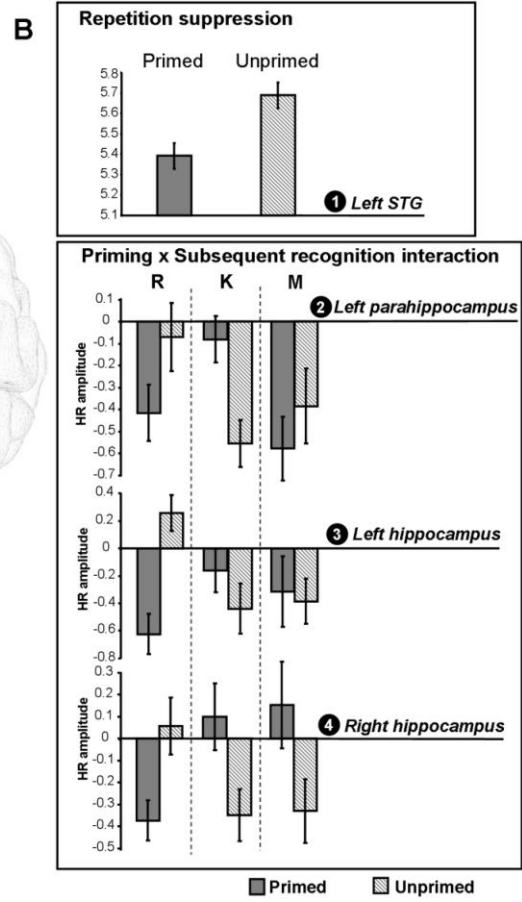 B
Repetition suppression
Primed Unprimed
5.8
5.7
5.6
5.5
5.4
5.3
5.2
5.1
1 Left STG
Priming x Subsequent recognition interaction
R K M
0.1
0
-0.1
-0.2
-0.3
-0.4
-0.5
-0.6
-0.7
HR amplitude
2 Left parahippocampus
0.4
0.2
0
-0.2
-0.4
-0.6
-0.8
HR amplitude
3 Left hippocampus
0.3
0.2
0.1
0
-0.1
-0.2
-0.3
-0.4
-0.5
HR amplitude
4 Right hippocampus
Primed Unprimed